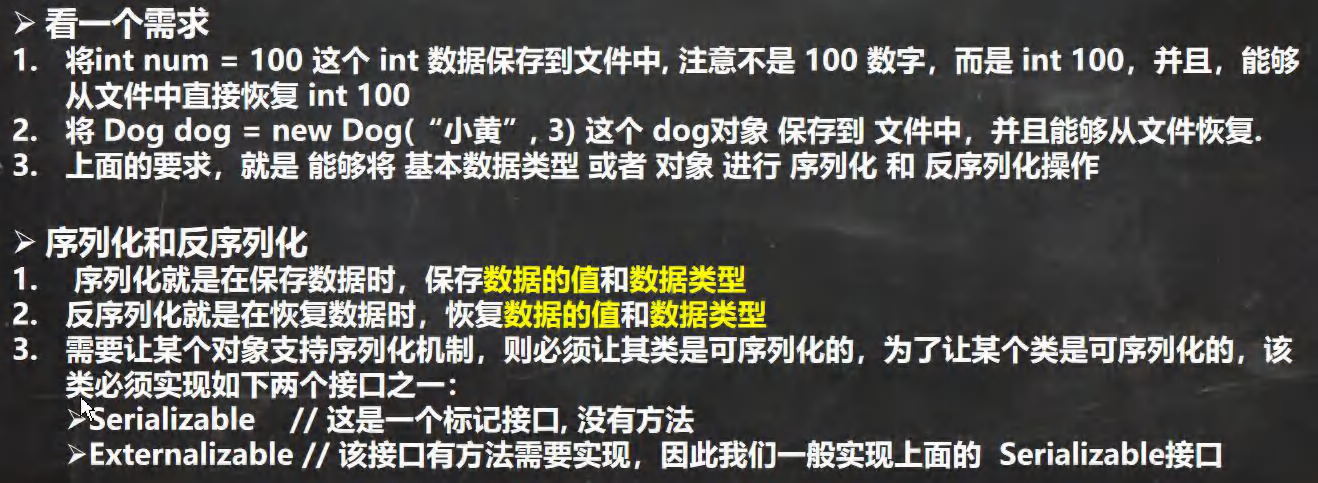 ➢ 看一个需求
1. 将int num = 100 这个 int 数据保存到文件中, 注意不是 100 数字，而是 int 100，并且，能够
从文件中直接恢复 int 100
2. 将 Dog dog = new Dog(“小黄”, 3) 这个 dog对象 保存到 文件中，并且能够从文件恢复.
3. 上面的要求，就是 能够将 基本数据类型 或者 对象 进行 序列化 和 反序列化操作
➢ 序列化和反序列化
1. 序列化就是在保存数据时，保存数据的值和数据类型
2. 反序列化就是在恢复数据时，恢复数据的值和数据类型
3. 需要让某个对象支持序列化机制，则必须让其类是可序列化的，为了让某个类是可序列化的，该
类必须实现如下两个接口之一：
➢Serializable // 这是一个标记接口, 没有方法
➢Externalizable // 该接口有方法需要实现，因此我们一般实现上面的 Serializable接口